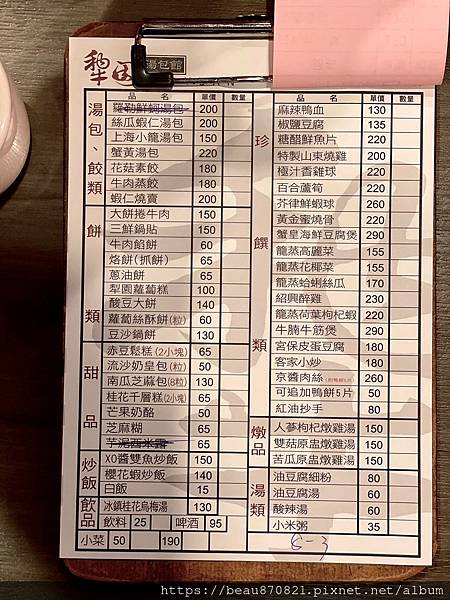 犁園湯包館
品名 單價 數量
湯包、餃類
羅勒鮮蚵湯包 200
絲瓜蝦仁湯包 200
上海小籠湯包 150
蟹黃湯包 220
花菇素餃 180
牛肉蒸餃 180
蝦仁燒賣 200
餅類
大餅捲牛肉 150
三鮮鍋貼 150
牛肉餡餅 60
烙餅(抓餅) 65
蔥油餅 65
犁園蘿蔔糕 100
酸豆大餅 140
蘿蔔絲酥餅(粒) 60
豆沙鍋餅 130
甜品
赤豆鬆糕(2小塊) 65
流沙奶皇包(粒) 50
南瓜芝蔴包(8粒) 130
桂花千層糕(2小塊) 65
芒果奶酪 50
芝麻糊 65
芋泥西米露 65
炒飯
XO醬雙魚炒飯 150
櫻花蝦炒飯 140
白飯 15
飲品
冰鎮桂花烏梅湯 130
飲料 25 啤酒 95
小菜 50 190
品名 單價 數量
珍饌類
麻辣鴨血 130
椒鹽豆腐 135
糖醋鮮魚片 220
特製山東燒雞 200
極汁香雞球 220
百合蘆筍 220
芥律鮮蝦球 260
黃金蜜燒骨 220
蟹皇海鮮豆腐煲 290
龍蒸高麗菜 155
龍蒸花椰菜 155
龍蒸蛤蜊絲瓜 170
紹興醉雞 230
龍蒸荷葉枸杞蝦 220
牛腩牛筋煲 290
宮保皮蛋豆腐 180
客家小炒 180
京醬肉絲 260
可追加鴨餅5片 50
紅油抄手 80
燉品
人蔘枸杞燉雞湯 150
雙菇原盅燉雞湯 150
苦瓜原盅燉雞湯 150
湯類
油豆腐細粉 80
油豆腐湯 60
酸辣湯 60
小米粥 35
5-3
https://beau870821.pixnet.net/album